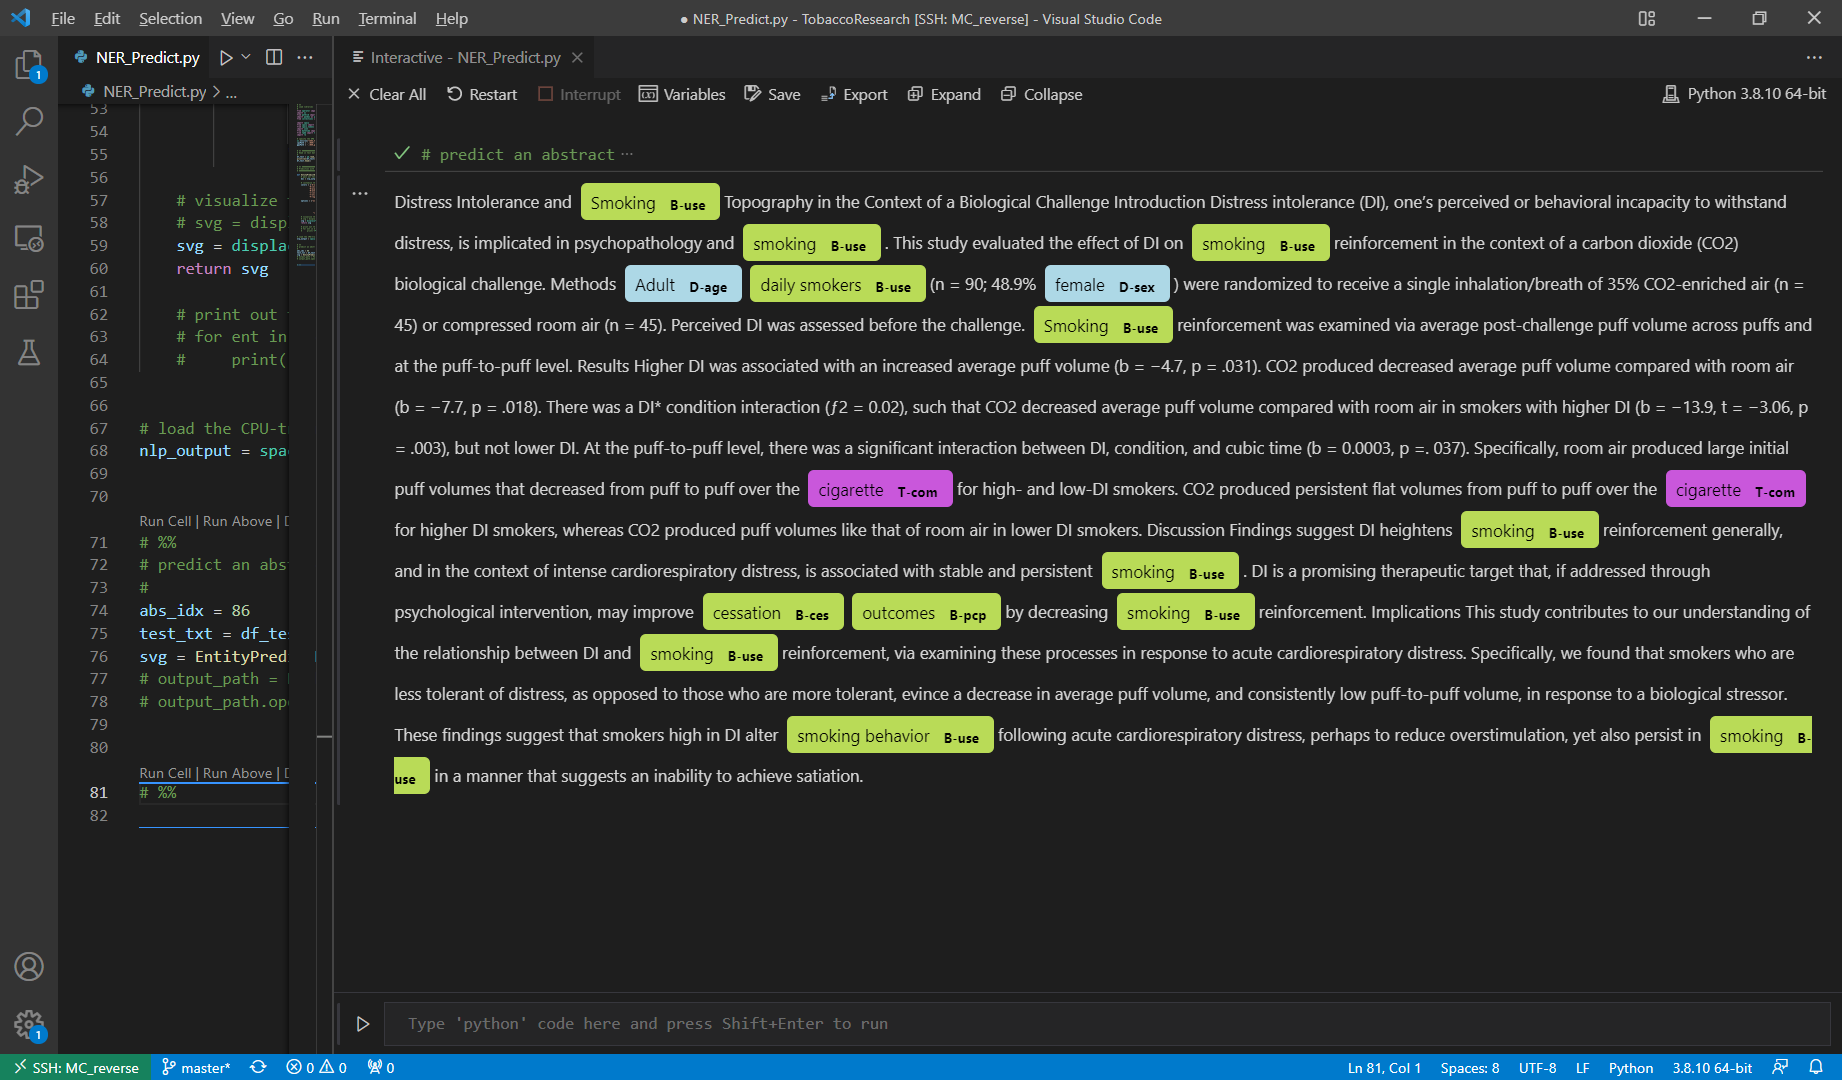 File Edit Selection View Go Run Terminal Help
● NER_Predict.py - TobaccoResearch [SSH: MC_reverse] - Visual Studio Code
NER_Predict.py
Interactive - NER_Predict.py
1
NER_Predict.py > ...
Clear All Restart Interrupt Variables Save Export Expand Collapse
Python 3.8.10 64-bit
53
54
55
56
57 # visualize
58 # svg = disp
59 svg = displa
60 return svg
61
62 # print out
63 # for ent in
64 # print(
65
66
67 # load the CPU-t
68 nlp_output = spa
69
70
Run Cell | Run Above |
71 # %%
72 # predict an abs
73 #
74 abs_idx = 86
75 test_txt = df_te
76 svg = EntityPred
77 # output_path =
78 # output_path.op
79
80
Run Cell | Run Above |
81 # %%
82
# predict an abstract ...
Distress Intolerance and Smoking B-use Topography in the Context of a Biological Challenge Introduction Distress intolerance (DI), one's perceived or behavioral incapacity to withstand
distress, is implicated in psychopathology and smoking B-use . This study evaluated the effect of DI on smoking B-use reinforcement in the context of a carbon dioxide (CO2)
biological challenge. Methods Adult D-age daily smokers B-use (n = 90; 48.9% female D-sex ) were randomized to receive a single inhalation/breath of 35% CO2-enriched air (n =
45) or compressed room air (n = 45). Perceived DI was assessed before the challenge. Smoking B-use reinforcement was examined via average post-challenge puff volume across puffs and
at the puff-to-puff level. Results Higher DI was associated with an increased average puff volume (b = −4.7, p = .031). CO2 produced decreased average puff volume compared with room air
(b = −7.7, p = .018). There was a DI* condition interaction (ƒ2 = 0.02), such that CO2 decreased average puff volume compared with room air in smokers with higher DI (b = −13.9, t = −3.06, p
= .003), but not lower DI. At the puff-to-puff level, there was a significant interaction between DI, condition, and cubic time (b = 0.0003, p =. 037). Specifically, room air produced large initial
puff volumes that decreased from puff to puff over the cigarette T-com for high- and low-DI smokers. CO2 produced persistent flat volumes from puff to puff over the cigarette T-com
for higher DI smokers, whereas CO2 produced puff volumes like that of room air in lower DI smokers. Discussion Findings suggest DI heightens smoking B-use reinforcement generally,
and in the context of intense cardiorespiratory distress, is associated with stable and persistent smoking B-use . DI is a promising therapeutic target that, if addressed through
psychological intervention, may improve cessation B-ces outcomes B-pcp by decreasing smoking B-use reinforcement. Implications This study contributes to our understanding of
the relationship between DI and smoking B-use reinforcement, via examining these processes in response to acute cardiorespiratory distress. Specifically, we found that smokers who are
less tolerant of distress, as opposed to those who are more tolerant, evince a decrease in average puff volume, and consistently low puff-to-puff volume, in response to a biological stressor.
These findings suggest that smokers high in DI alter smoking behavior B-use following acute cardiorespiratory distress, perhaps to reduce overstimulation, yet also persist in smoking B-
use in a manner that suggests an inability to achieve satiation.
Type 'python' code here and press Shift+Enter to run
1
SSH: MC_reverse master* 0 0 0
Ln 81, Col 1 Spaces: 8 UTF-8 LF Python 3.8.10 64-bit